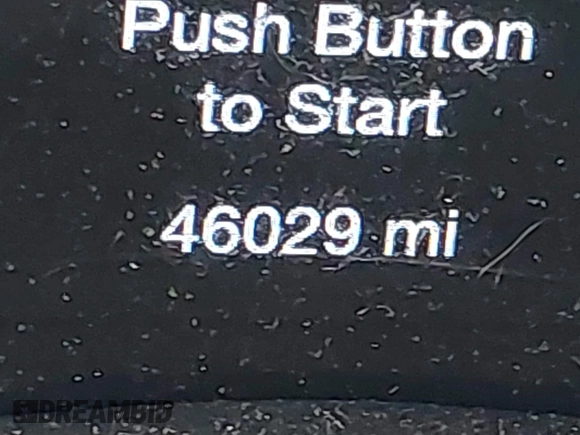 Push Button
to Start
46029 mi
DREAMBID